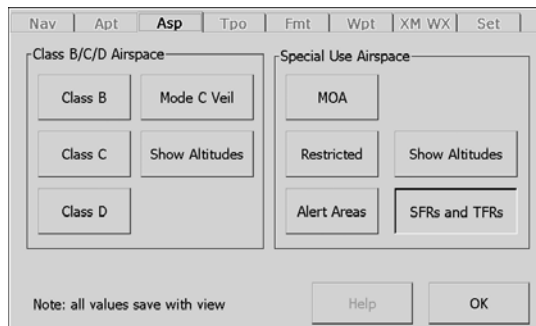 Nav Apt Asp Tpo Fmt Wpt XM WX Set
Class B/C/D Airspace
Class B Mode C Veil
Class C Show Altitudes
Class D
Special Use Airspace
MOA
Restricted Show Altitudes
Alert Areas SFRs and TFRs
Note: all values save with view
Help OK